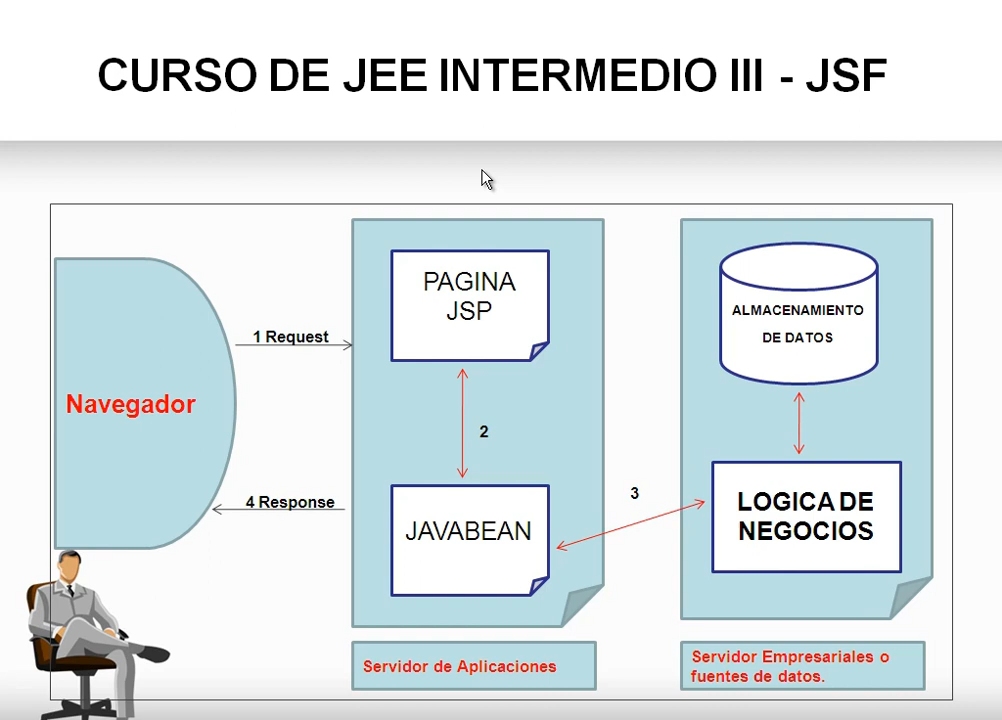 CURSO DE JEE INTERMEDIO III - JSF
PAGINA
JSP
ALMACENAMIENTO
DE DATOS
1 Request
Navegador
2
4 Response
JAVABEAN
3
LOGICA DE
NEGOCIOS
Servidor de Aplicaciones
Servidor Empresariales o
fuentes de datos.